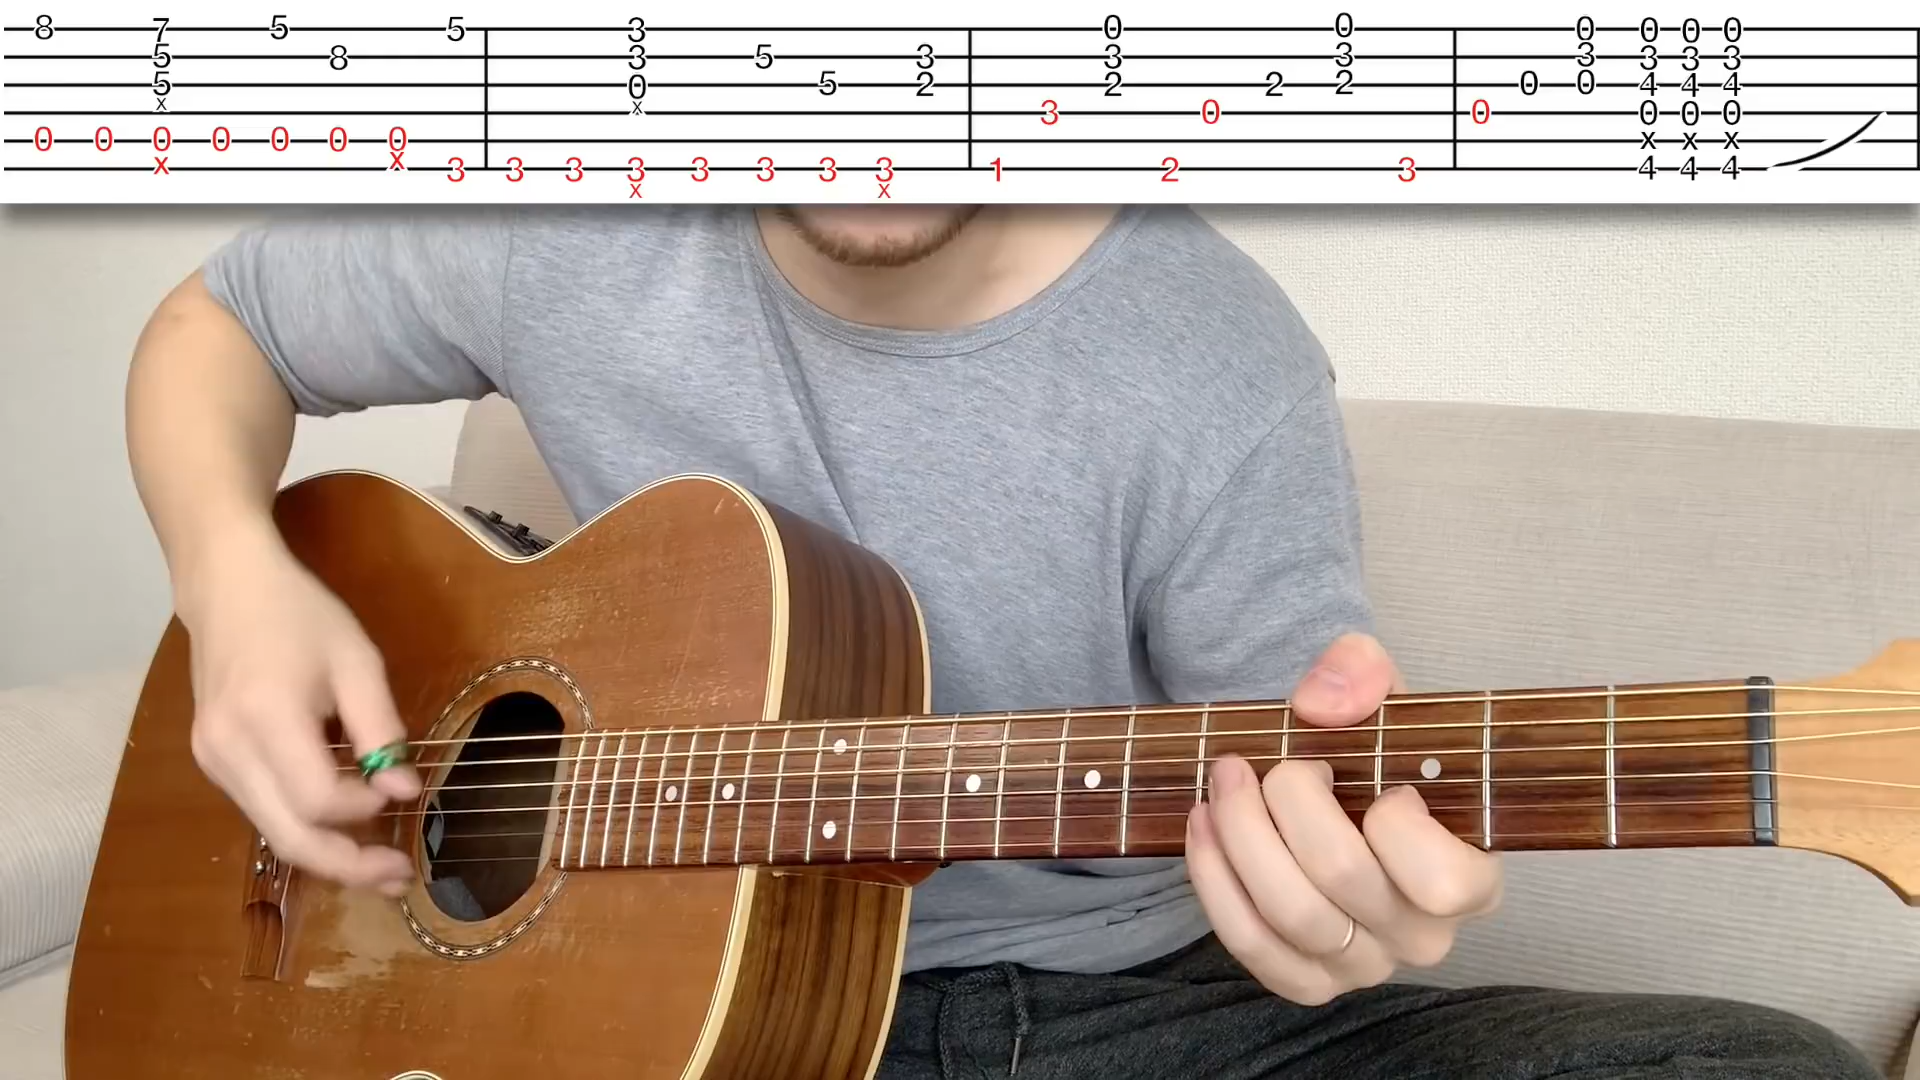 8 7 5 5 3 0 0 0 0 0 0
5 8 3 5 3 3 3 3 3 3 3
5 0 5 2 2 2 2 0 0 4 4 4
x x 3 0 0 0 0 0
0 0 0 0 0 0 0 x x x
x x 3 3 3 3 3 3 3 3 1 2 3 4 4 4
x x